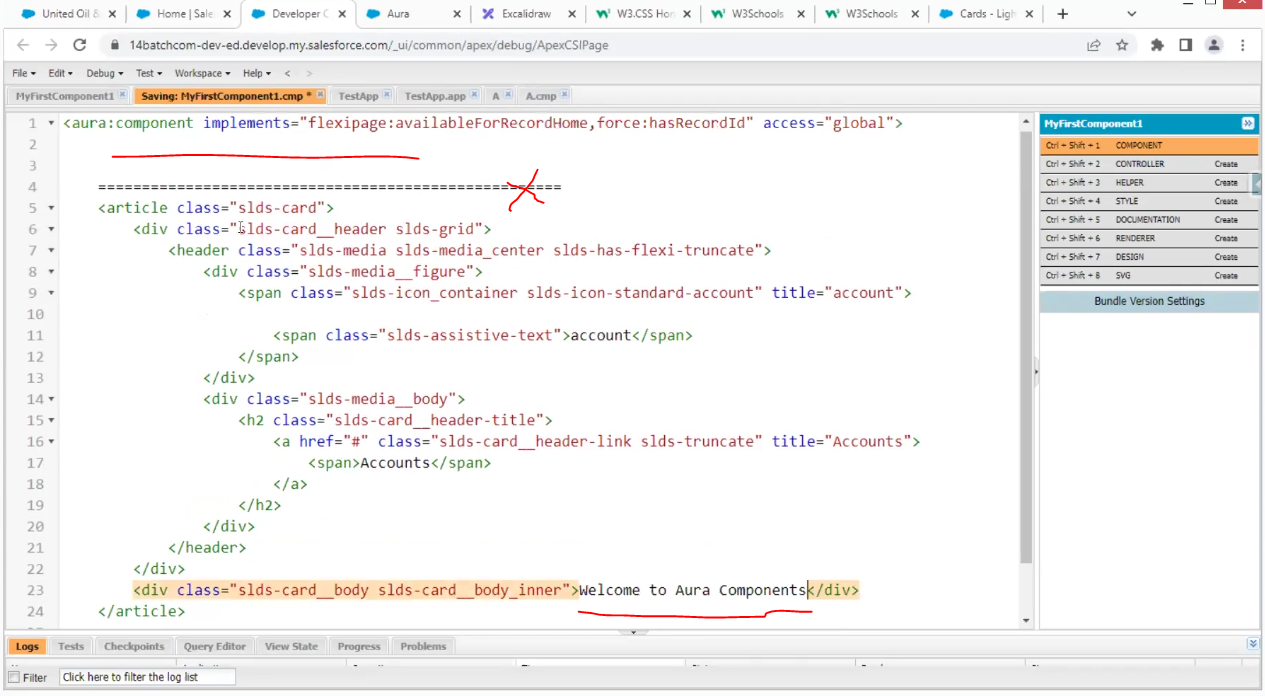 United Oil &
Home | Sale
Developer C
Aura
Excalidraw
W3.CSS Hom
W3Schools
W3Schools
Cards - Ligh
14batchcom-dev-ed.develop.my.salesforce.com/_ui/common/apex/debug/ApexCSIPage
File Edit Debug Test Workspace Help < >
MyFirstComponent1 Saving: MyFirstComponent1.cmp * TestApp TestApp.app A A.cmp
1 <aura:component implements="flexipage:availableForRecordHome,force:hasRecordId" access="global">
2
3
4 =====================================================
5 <article class="slds-card">
6 <div class="slds-card__header slds-grid">
7 <header class="slds-media slds-media_center slds-has-flexi-truncate">
8 <div class="slds-media__figure">
9 <span class="slds-icon_container slds-icon-standard-account" title="account">
10
11 <span class="slds-assistive-text">account</span>
12 </span>
13 </div>
14 <div class="slds-media__body">
15 <h2 class="slds-card__header-title">
16 <a href="#" class="slds-card__header-link slds-truncate" title="Accounts">
17 <span>Accounts</span>
18 </a>
19 </h2>
20 </div>
21 </header>
22 </div>
23 <div class="slds-card__body slds-card__body_inner">Welcome to Aura Components</div>
24 </article>
MyFirstComponent1
Ctrl + Shift + 1 COMPONENT
Ctrl + Shift + 2 CONTROLLER Create
Ctrl + Shift + 3 HELPER Create
Ctrl + Shift + 4 STYLE Create
Ctrl + Shift + 5 DOCUMENTATION Create
Ctrl + Shift + 6 RENDERER Create
Ctrl + Shift + 7 DESIGN Create
Ctrl + Shift + 8 SVG Create
Bundle Version Settings
Logs Tests Checkpoints Query Editor View State Progress Problems
Filter Click here to filter the log list